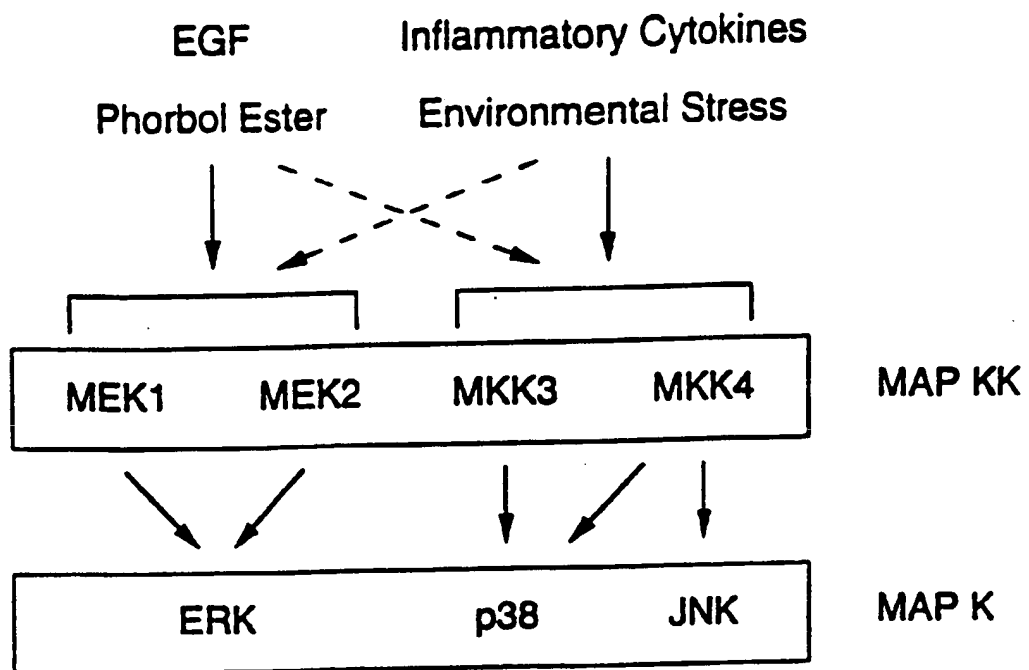 EGF
Inflammatory Cytokines
Phorbol Ester
Environmental Stress
MEK1
MEK2
MKK3
MKK4
MAP KK
ERK
p38
JNK
MAP K